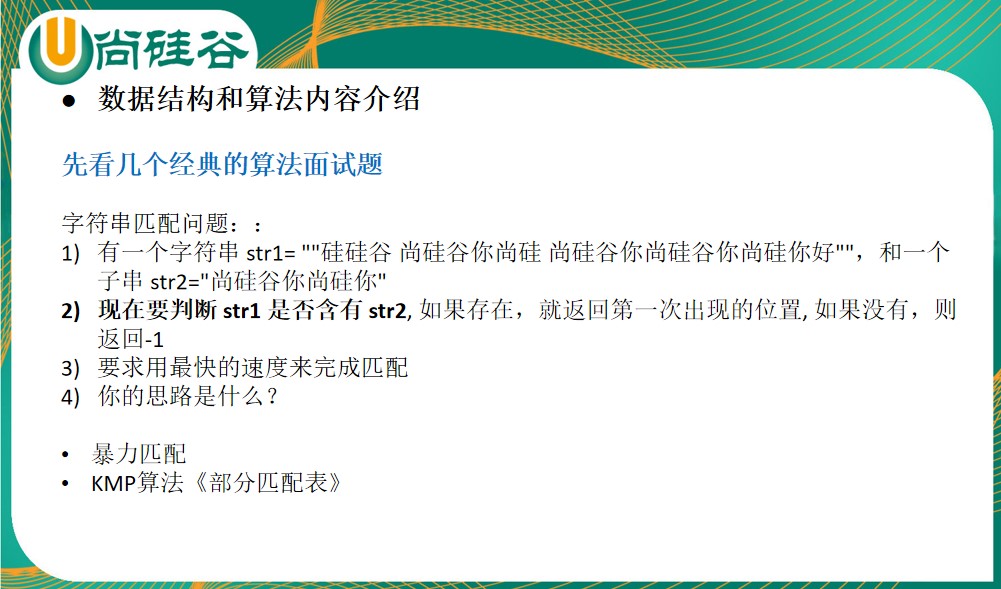 尚硅谷
● 数据结构和算法内容介绍
先看几个经典的算法面试题
字符串匹配问题：:
1) 有一个字符串 str1= ""硅硅谷 尚硅谷你尚硅 尚硅谷你尚硅谷你尚硅你好""，和一个
子串 str2="尚硅谷你尚硅你"
2) 现在要判断 str1 是否含有 str2, 如果存在，就返回第一次出现的位置, 如果没有，则
返回-1
3) 要求用最快的速度来完成匹配
4) 你的思路是什么？
• 暴力匹配
• KMP算法《部分匹配表》